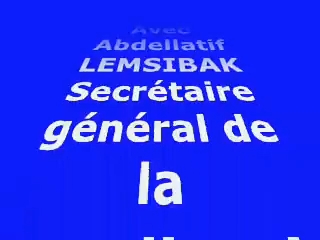 Avec
Abdellatif
LEMSIBAK
Secrétaire
général de
la